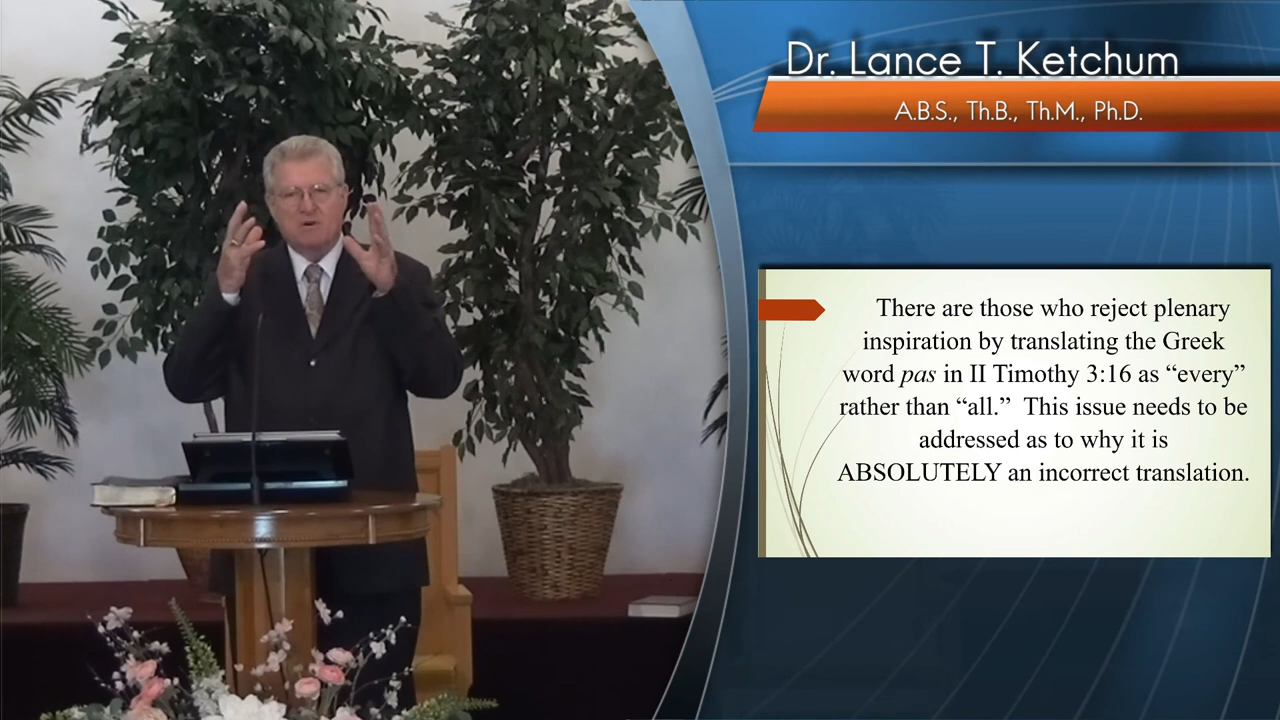 Dr. Lance T. Ketchum
A.B.S., Th.B., Th.M., Ph.D.
There are those who reject plenary
inspiration by translating the Greek
word pas in II Timothy 3:16 as “every”
rather than “all.”  This issue needs to be
addressed as to why it is
ABSOLUTELY an incorrect translation.